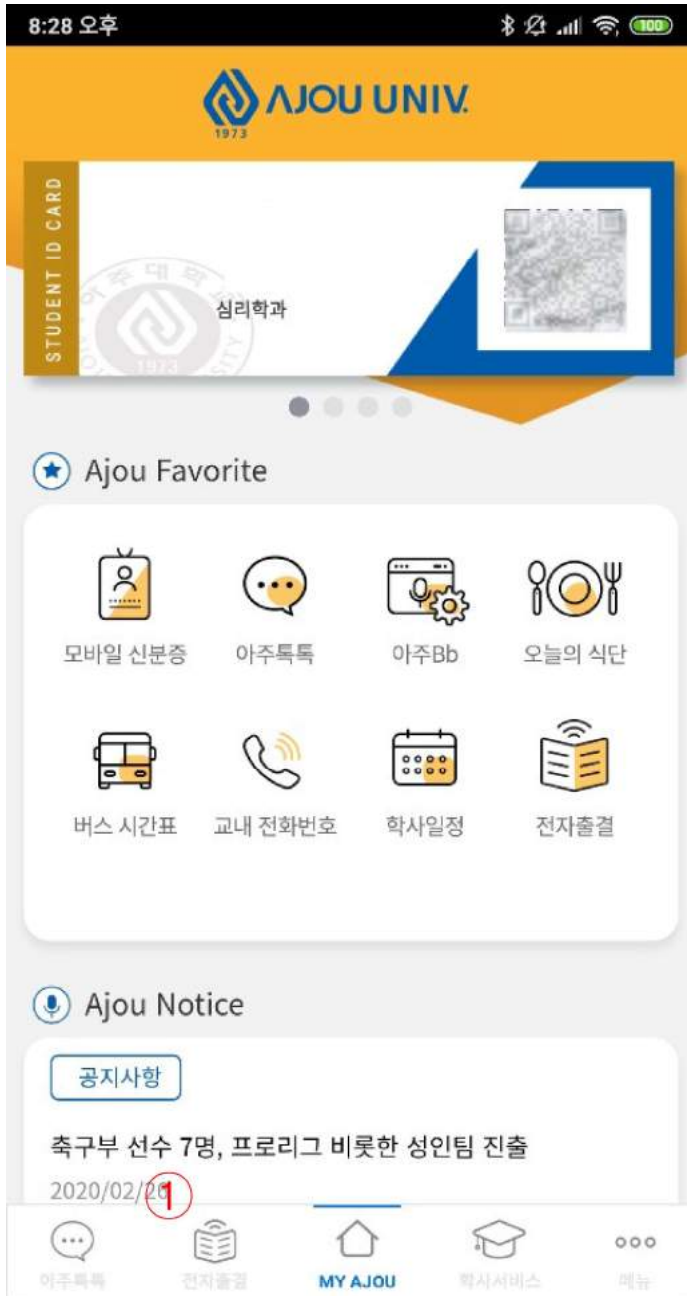 8:28 오후
100
AJOU UNIV.
1973
STUDENT ID CARD
심리학과
1973
Ajou Favorite
모바일 신분증 아주톡톡 아주Bb 오늘의 식단
버스 시간표 교내 전화번호 학사일정 전자출결
Ajou Notice
공지사항
축구부 선수 7명, 프로리그 비롯한 성인팀 진출
2020/02/26
1
아주톡톡 전자출결 MY AJOU 학사서비스 메뉴